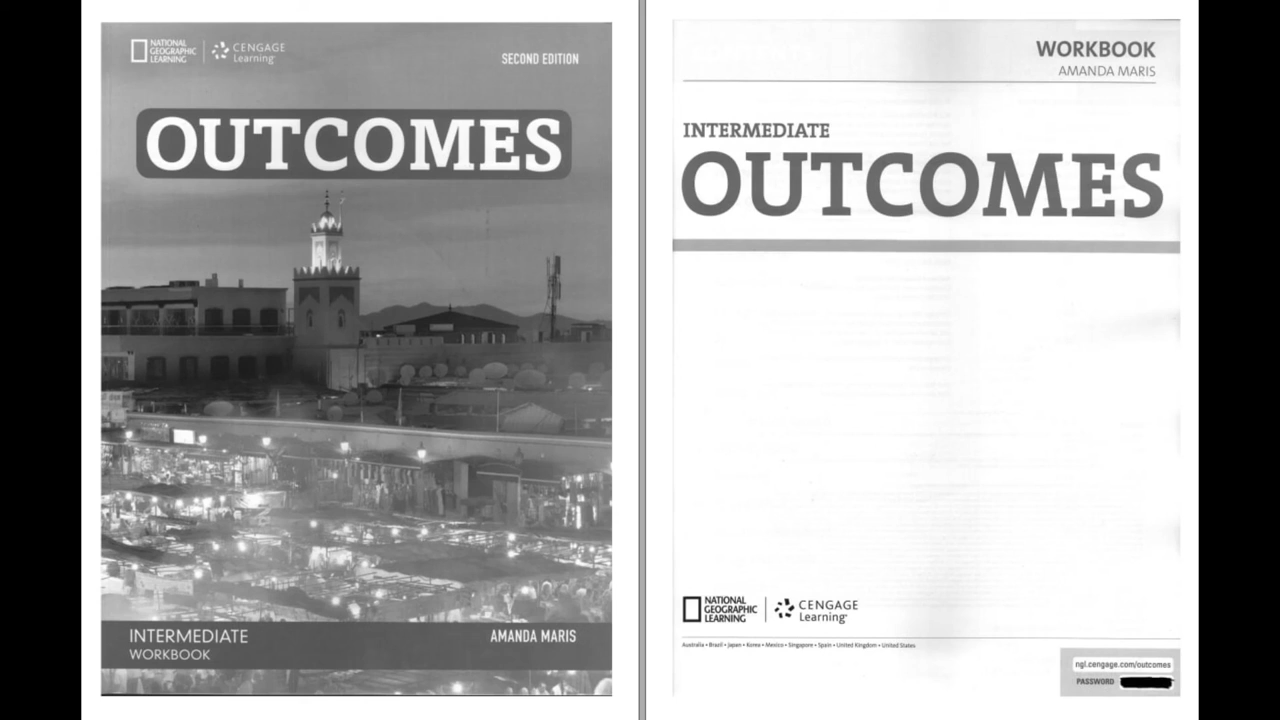 NATIONAL
GEOGRAPHIC
LEARNING
CENGAGE
Learning
SECOND EDITION
OUTCOMES
INTERMEDIATE
WORKBOOK
AMANDA MARIS
WORKBOOK
AMANDA MARIS
INTERMEDIATE
OUTCOMES
NATIONAL
GEOGRAPHIC
LEARNING
CENGAGE
Learning
Australia • Brazil • Japan • Korea • Mexico • Singapore • Spain • United Kingdom • United States
ngl.cengage.com/outcomes
PASSWORD